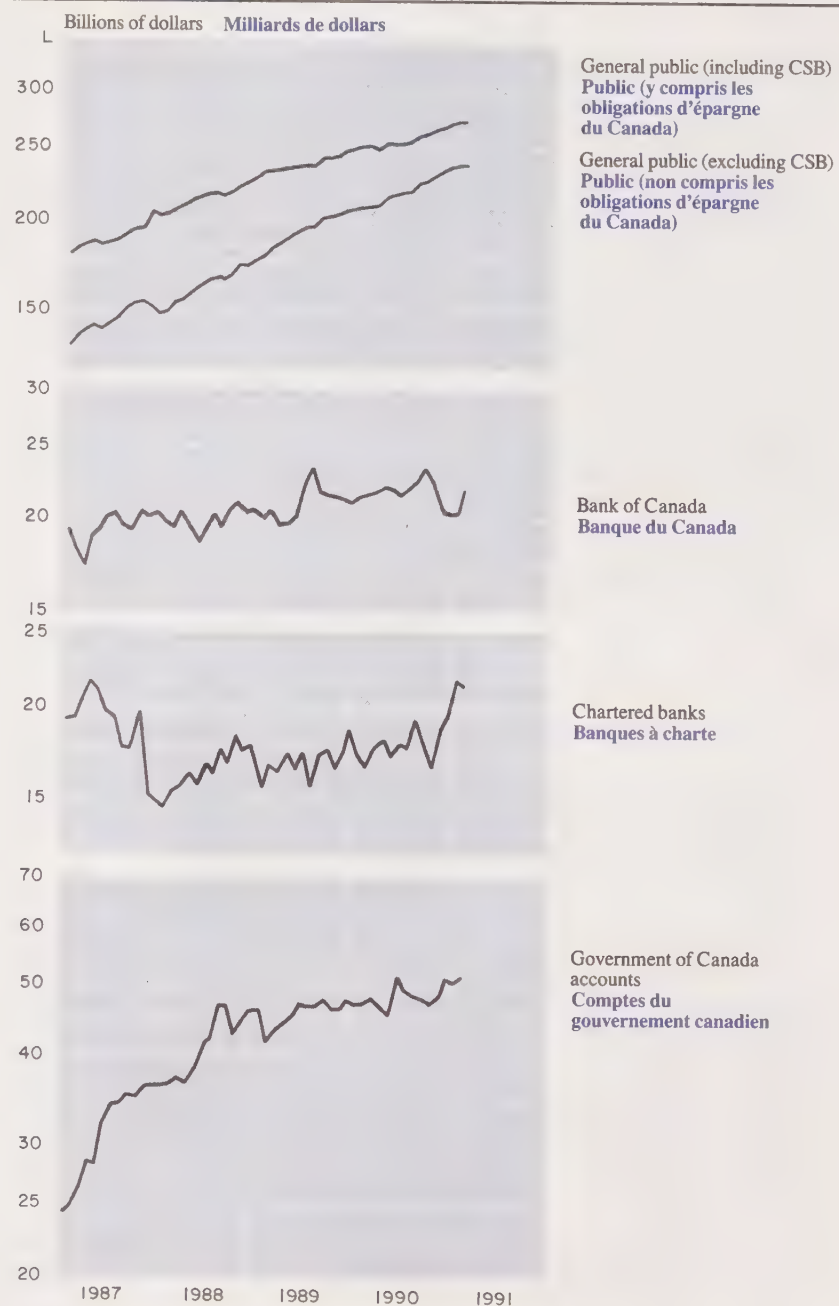 Billions of dollars Milliards de dollars
L
300
250
200
150
General public (including CSB)
Public (y compris les
obligations d'épargne
du Canada)
General public (excluding CSB)
Public (non compris les
obligations d'épargne
du Canada)
30
25
20
15
Bank of Canada
Banque du Canada
25
20
15
Chartered banks
Banques à charte
70
60
50
40
30
25
20
Government of Canada
accounts
Comptes du
gouvernement canadien
1987 1988 1989 1990 1991